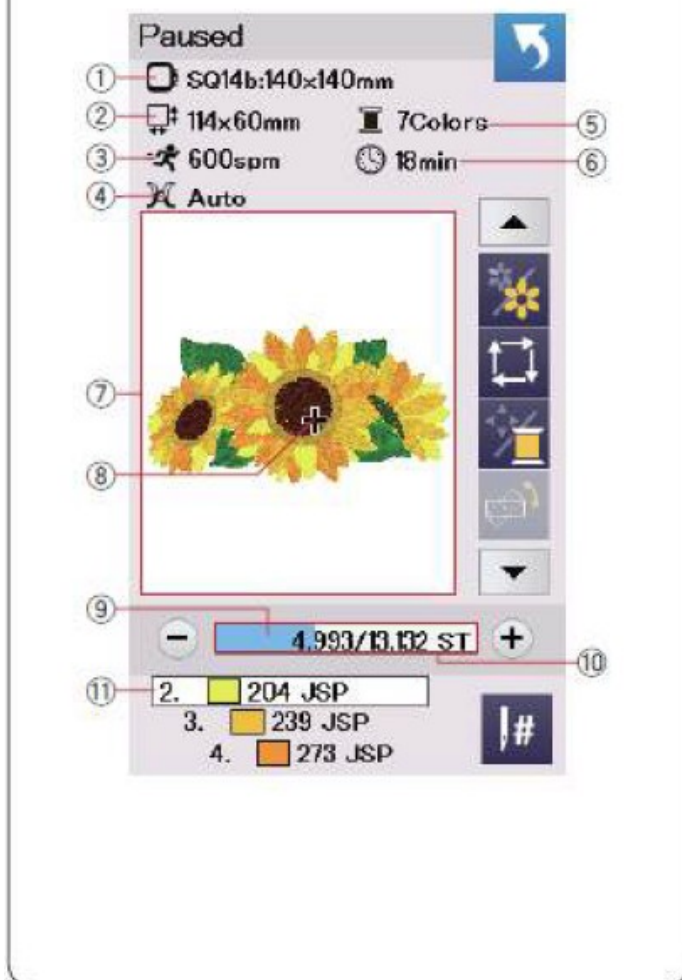 Paused
① SQ14b:140×140mm
② 114×60mm 7Colors ⑤
③ 600spm 18min ⑥
④ Auto
⑦
⑧
⑨
− 4,993/13,132 ST +
⑩
⑪ 2. 204 JSP
3. 239 JSP
4. 273 JSP
#